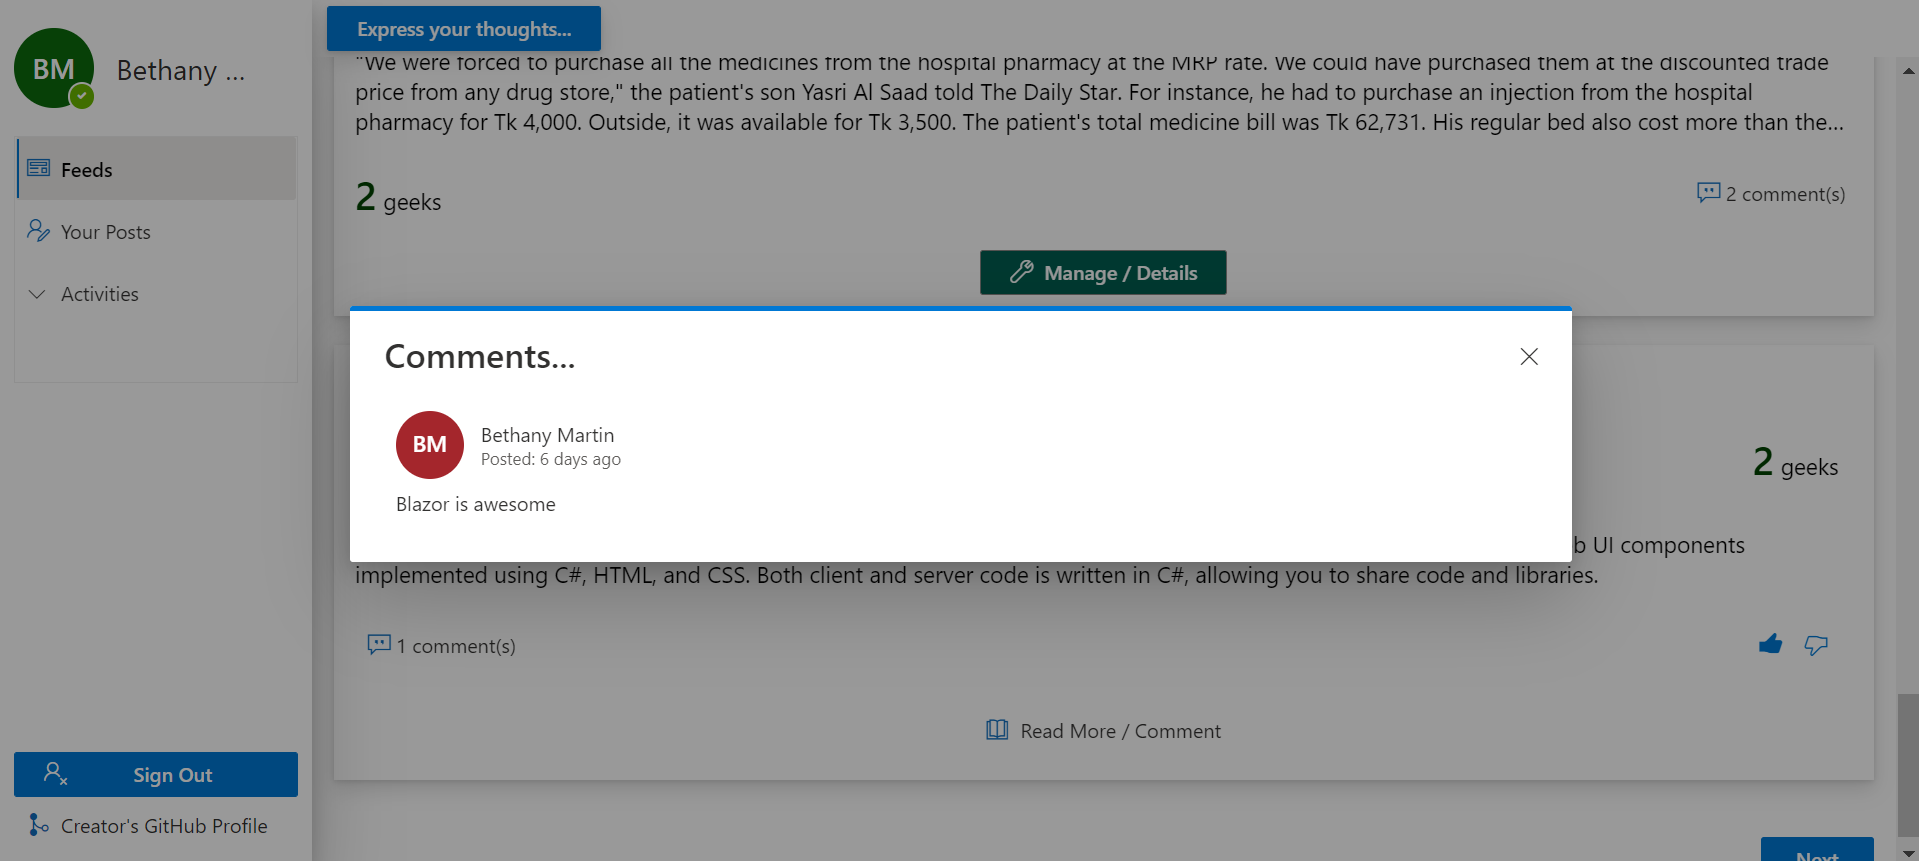 BM
Bethany ...
Feeds
Your Posts
Activities
Sign Out
Creator's GitHub Profile
Express your thoughts...
"We were forced to purchase all the medicines from the hospital pharmacy at the MRP rate. We could have purchased them at the discounted trade
price from any drug store," the patient's son Yasri Al Saad told The Daily Star. For instance, he had to purchase an injection from the hospital
pharmacy for Tk 4,000. Outside, it was available for Tk 3,500. The patient's total medicine bill was Tk 62,731. His regular bed also cost more than the...
2 geeks
2 comment(s)
Manage / Details
Comments...
BM
Bethany Martin
Posted: 6 days ago
Blazor is awesome
2 geeks
b UI components
implemented using C#, HTML, and CSS. Both client and server code is written in C#, allowing you to share code and libraries.
1 comment(s)
Read More / Comment
Next